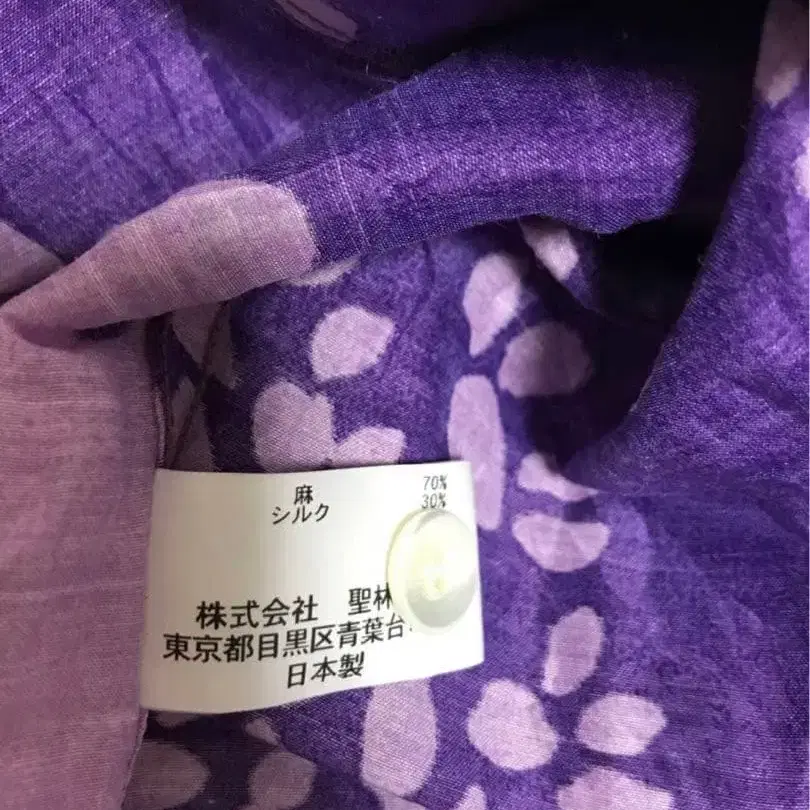 麻 70%
シルク 30%
株式会社 聖林
東京都目黒区青葉台
日本製